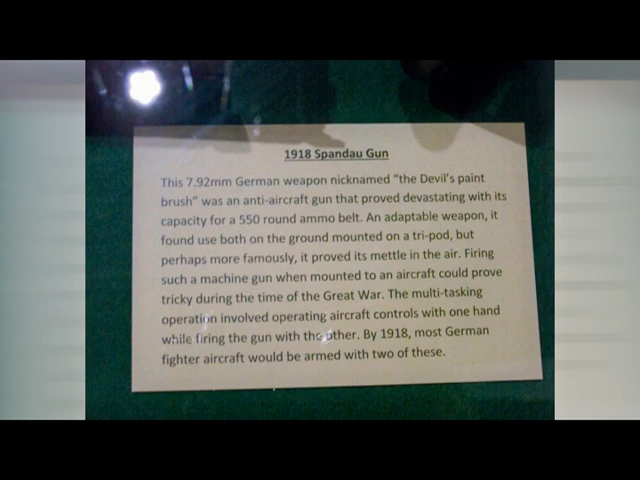 1918 Spandau Gun
This 7.92mm German weapon nicknamed "the Devil's paint
brush" was an anti-aircraft gun that proved devastating with its
capacity for a 550 round ammo belt. An adaptable weapon, it
found use both on the ground mounted on a tri-pod, but
perhaps more famously, it proved its mettle in the air. Firing
such a machine gun when mounted to an aircraft could prove
tricky during the time of the Great War. The multi-tasking
operation involved operating aircraft controls with one hand
while firing the gun with the other. By 1918, most German
fighter aircraft would be armed with two of these.